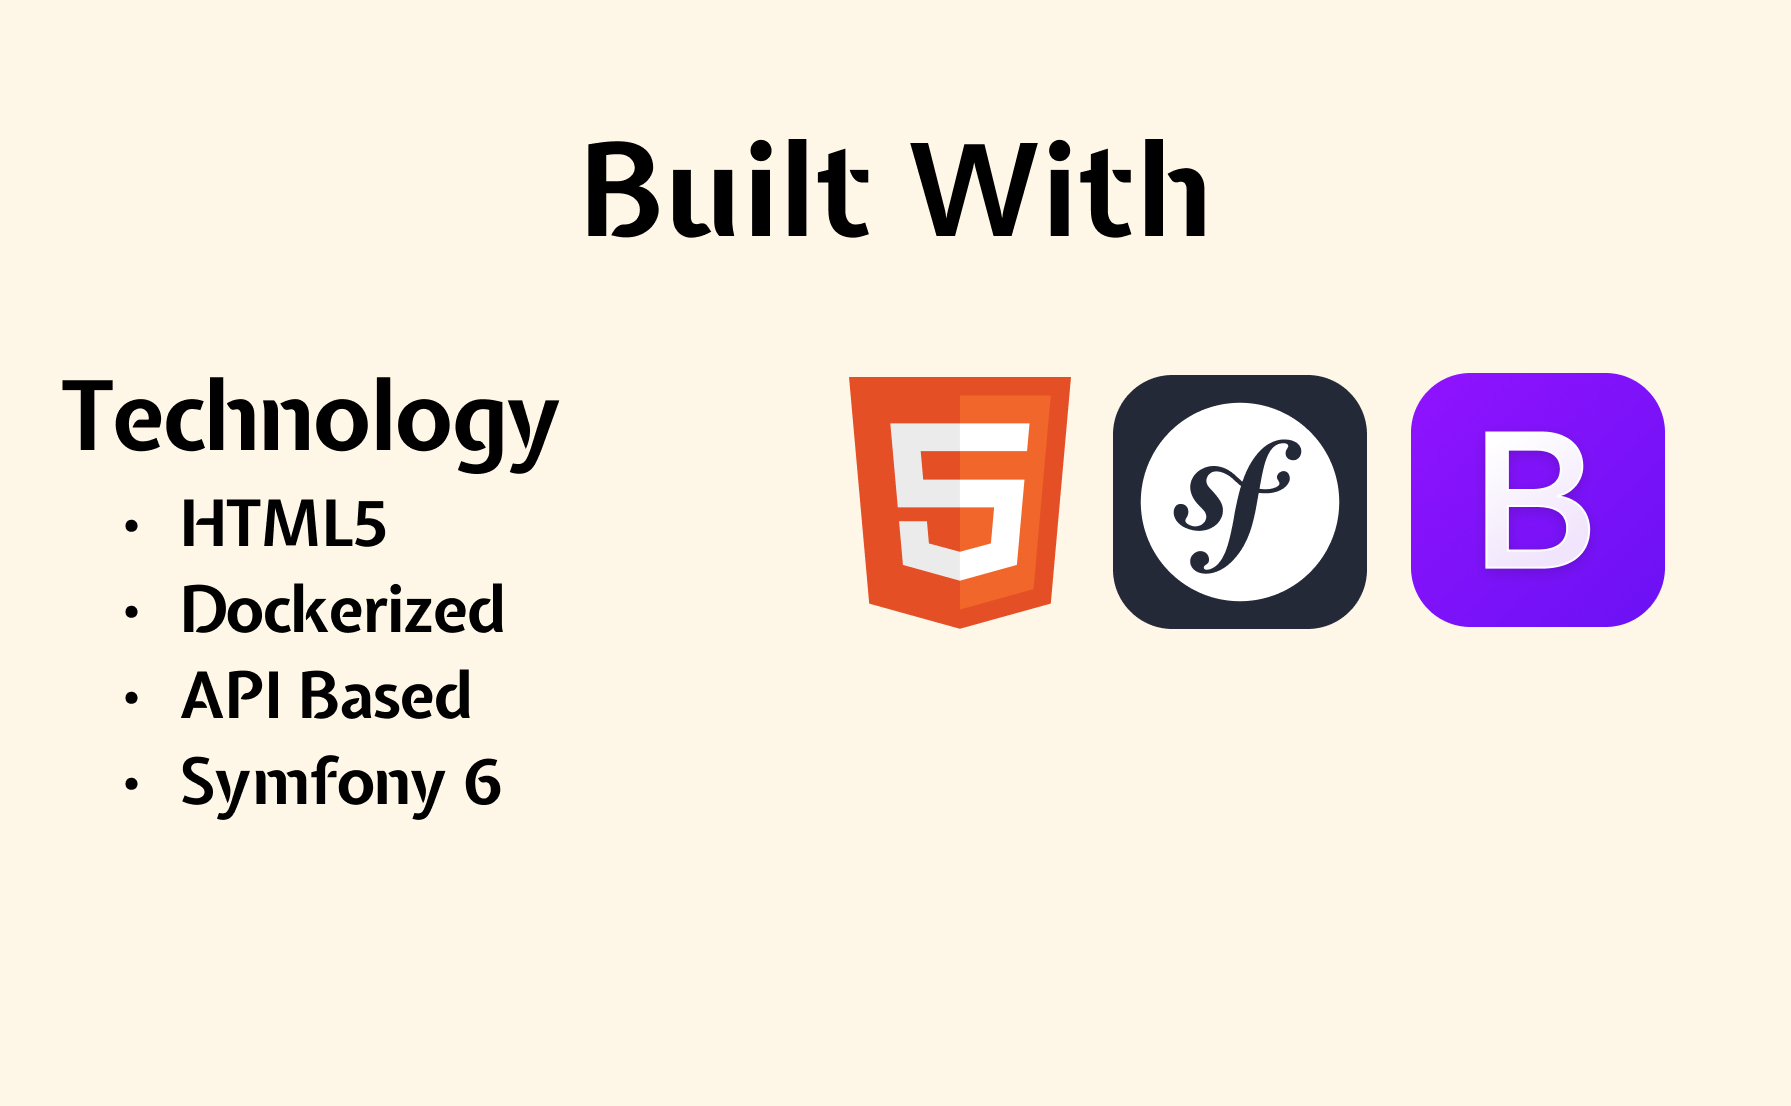 Built With
Technology
• HTML5
• Dockerized
• API Based
• Symfony 6
5
sf
B